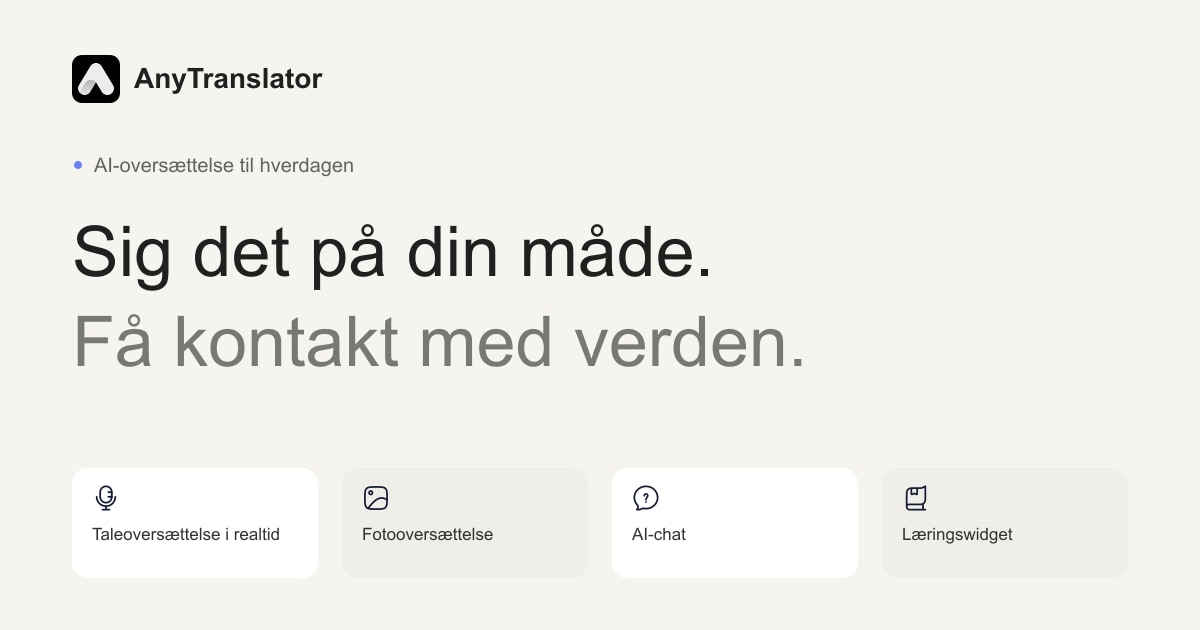 AnyTranslator
AI-oversættelse til hverdagen
Sig det på din måde.
Få kontakt med verden.
Taleoversættelse i realtid
Fotooversættelse
AI-chat
Læringswidget